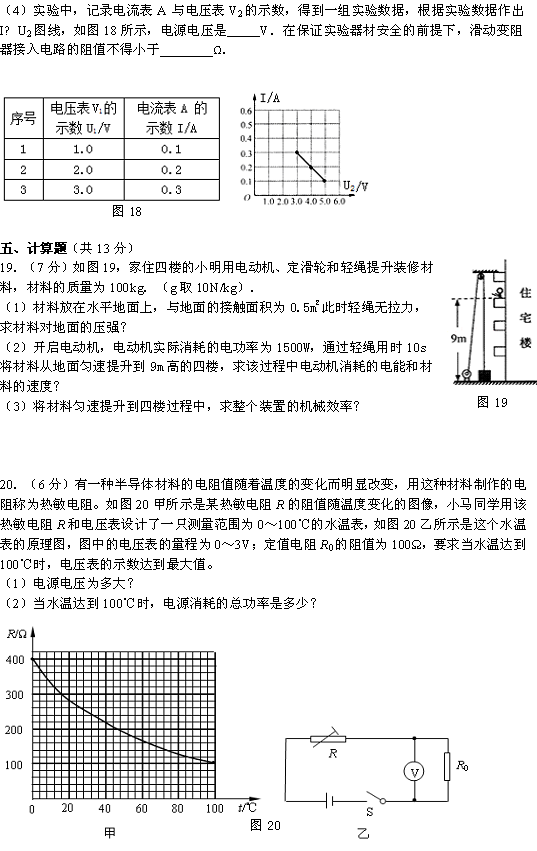 （4）实验中，记录电流表 A 与电压表 V2的示数，得到一组实验数据，根据实验数据作出
I? U2图线，如图 18 所示，电源电压是____V．在保证实验器材安全的前提下，滑动变阻
器接入电路的阻值不得小于________Ω．
序号 电压表V1的示数U1/V 电流表A 的示数 I/A
1 1.0 0.1
2 2.0 0.2
3 3.0 0.3
图 18
I/A
0.6
0.5
0.4
0.3
0.2
0.1
O 1.0 2.0 3.0 4.0 5.0 6.0 U2/V
五、计算题（共 13 分）
19．（7 分）如图 19，家住四楼的小明用电动机、定滑轮和轻绳提升装修材
料，材料的质量为 100kg．（g取 10N/kg）．
（1）材料放在水平地面上，与地面的接触面积为 0.5m²此时轻绳无拉力，
求材料对地面的压强？
（2）开启电动机，电动机实际消耗的电功率为 1500W，通过轻绳用时 10s
将材料从地面匀速提升到 9m 高的四楼，求该过程中电动机消耗的电能和材
料的速度？
（3）将材料匀速提升到四楼过程中，求整个装置的机械效率？
住宅楼
9m
图 19
20．（6 分）有一种半导体材料的电阻值随着温度的变化而明显改变，用这种材料制作的电
阻称为热敏电阻。如图 20 甲所示是某热敏电阻 R 的阻值随温度变化的图像，小马同学用该
热敏电阻 R和电压表设计了一只测量范围为 0～100℃的水温表，如图 20 乙所示是这个水温
表的原理图，图中的电压表的量程为 0～3V；定值电阻 R0的阻值为 100Ω，要求当水温达到
100℃时，电压表的示数达到最大值。
（1）电源电压为多大？
（2）当水温达到 100℃时，电源消耗的总功率是多少？
R/Ω
400
300
200
100
0 20 40 60 80 100 t/℃
甲
图 20
R
V
R0
S
乙